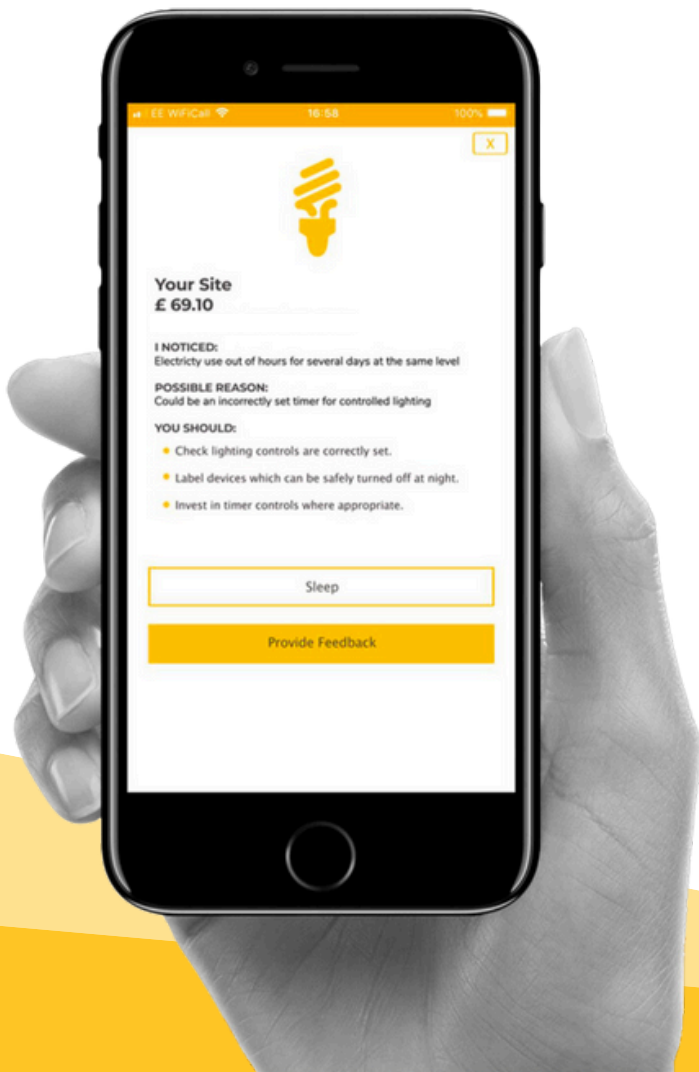 EE WiFiCall 16:58 100%
X
Your Site
£ 69.10
I NOTICED:
Electricty use out of hours for several days at the same level
POSSIBLE REASON:
Could be an incorrectly set timer for controlled lighting
YOU SHOULD:
Check lighting controls are correctly set.
Label devices which can be safely turned off at night.
Invest in timer controls where appropriate.
Sleep
Provide Feedback